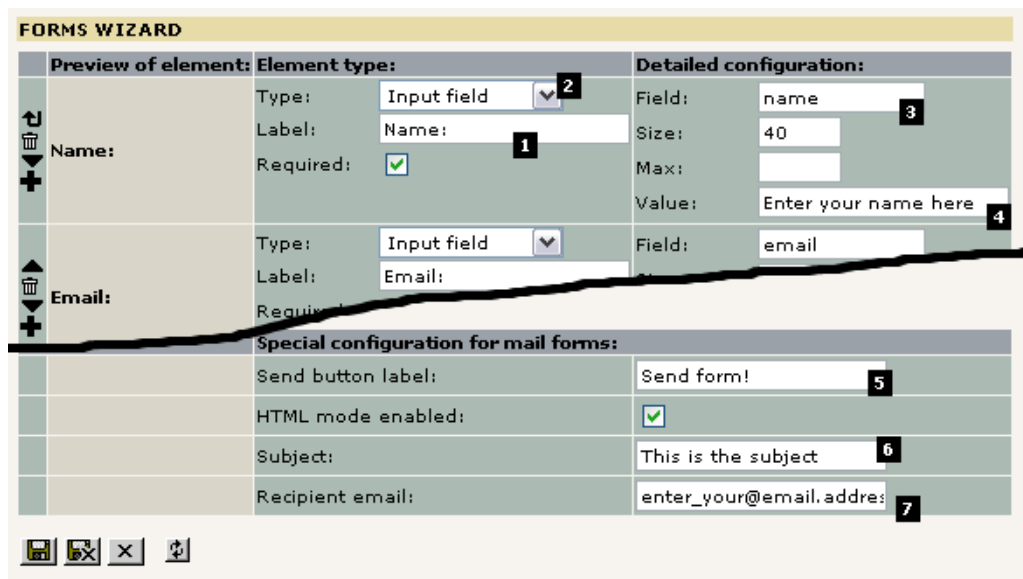 FORMS WIZARD
Preview of element: Element type: Detailed configuration:
Type: Input field 2 Field: name 3
Label: Name: 1 Size: 40
Name:
Required: Max:
Value: Enter your name here 4
Type: Input field Field: email
Label: Email:
Email:
Required
Special configuration for mail forms:
Send button label: Send form! 5
HTML mode enabled:
Subject: This is the subject 6
Recipient email: enter_your@email.addres 7